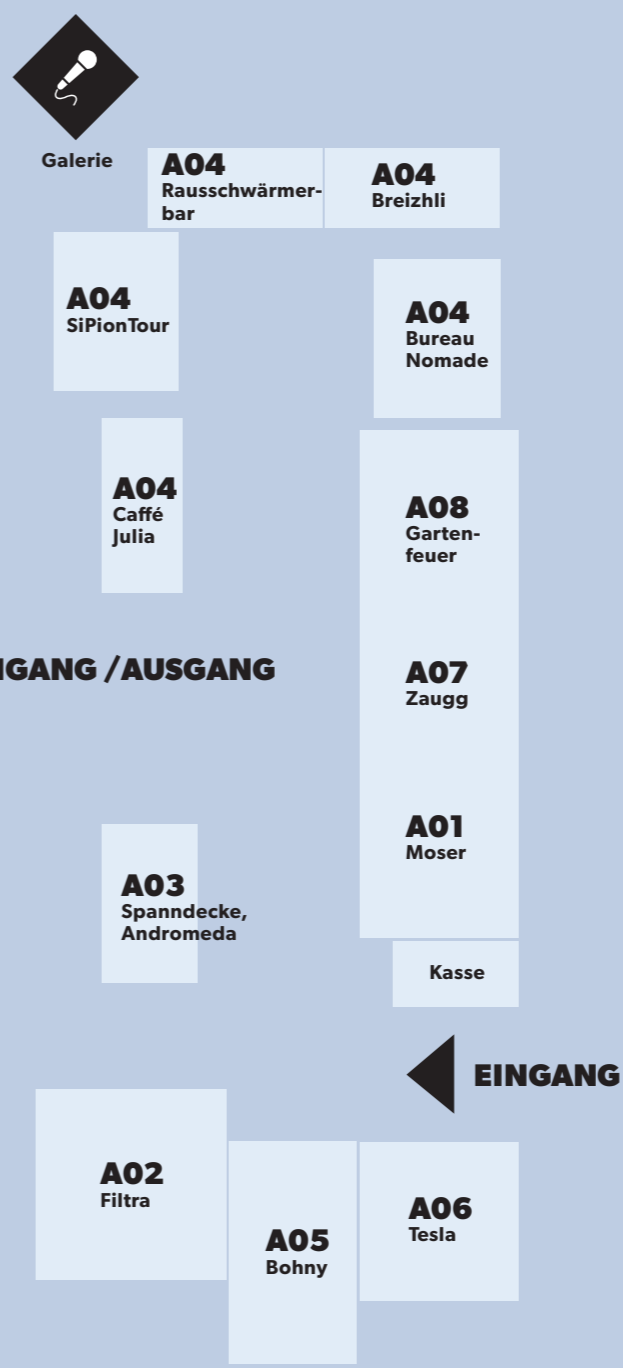 Galerie
A04
Rausschwärmer-
bar
A04
Breizhli
A04
SiPionTour
A04
Bureau
Nomade
A04
Caffé
Julia
A08
Garten-
feuer
NGANG /AUSGANG
A07
Zaugg
A01
Moser
A03
Spanndecke,
Andromeda
Kasse
EINGANG
A02
Filtra
A06
Tesla
A05
Bohny